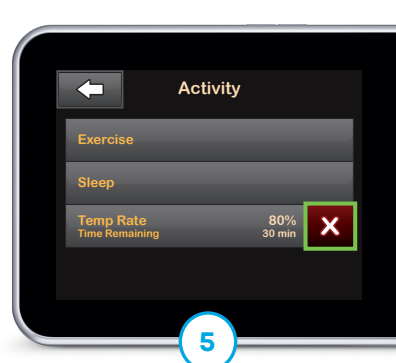 Activity
Exercise
Sleep
Temp Rate 80%
Time Remaining 30 min
X
5